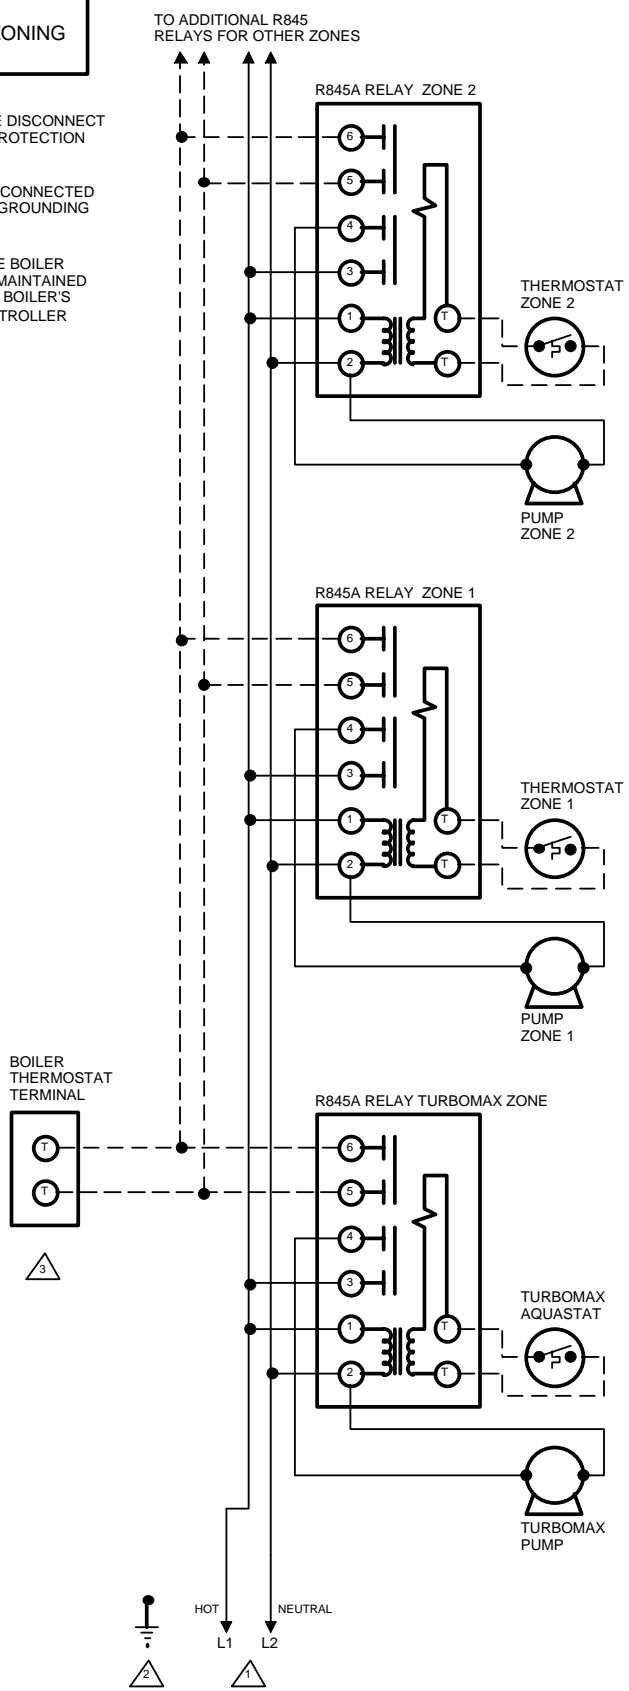 ONING
TO ADDITIONAL R845
RELAYS FOR OTHER ZONES
E DISCONNECT
ROTECTION
CONNECTED
GROUNDING
E BOILER
MAINTAINED
BOILER'S
TROLLER
R845A RELAY ZONE 2
6
5
4
3
1
2
T
T
THERMOSTAT
ZONE 2
PUMP
ZONE 2
R845A RELAY ZONE 1
6
5
4
3
1
2
T
T
THERMOSTAT
ZONE 1
PUMP
ZONE 1
BOILER
THERMOSTAT
TERMINAL
T
T
3
R845A RELAY TURBOMAX ZONE
6
5
4
3
1
2
T
T
TURBOMAX
AQUASTAT
TURBOMAX
PUMP
HOT
NEUTRAL
L1
L2
2
1